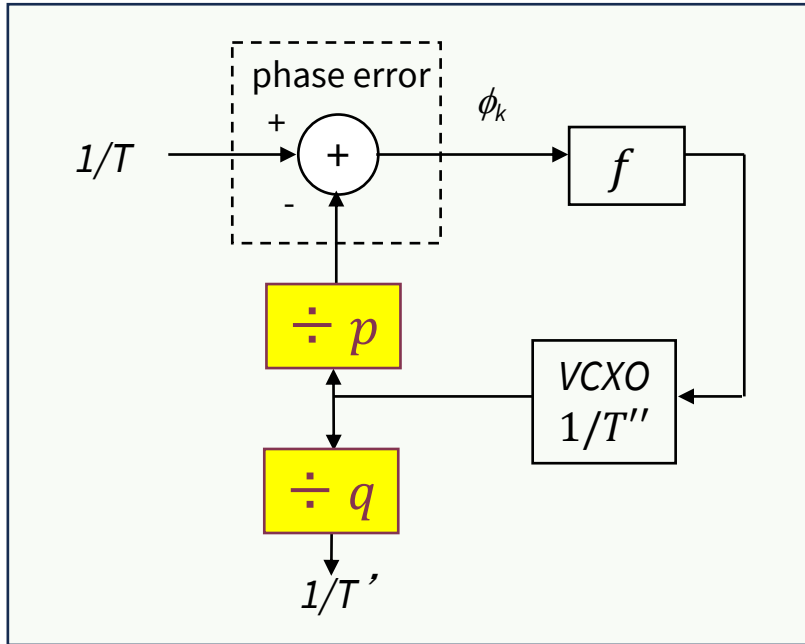 phase error
+
ϕₖ
1/T
+
f
-
÷ p
VCXO
1/T″
÷ q
1/T ’